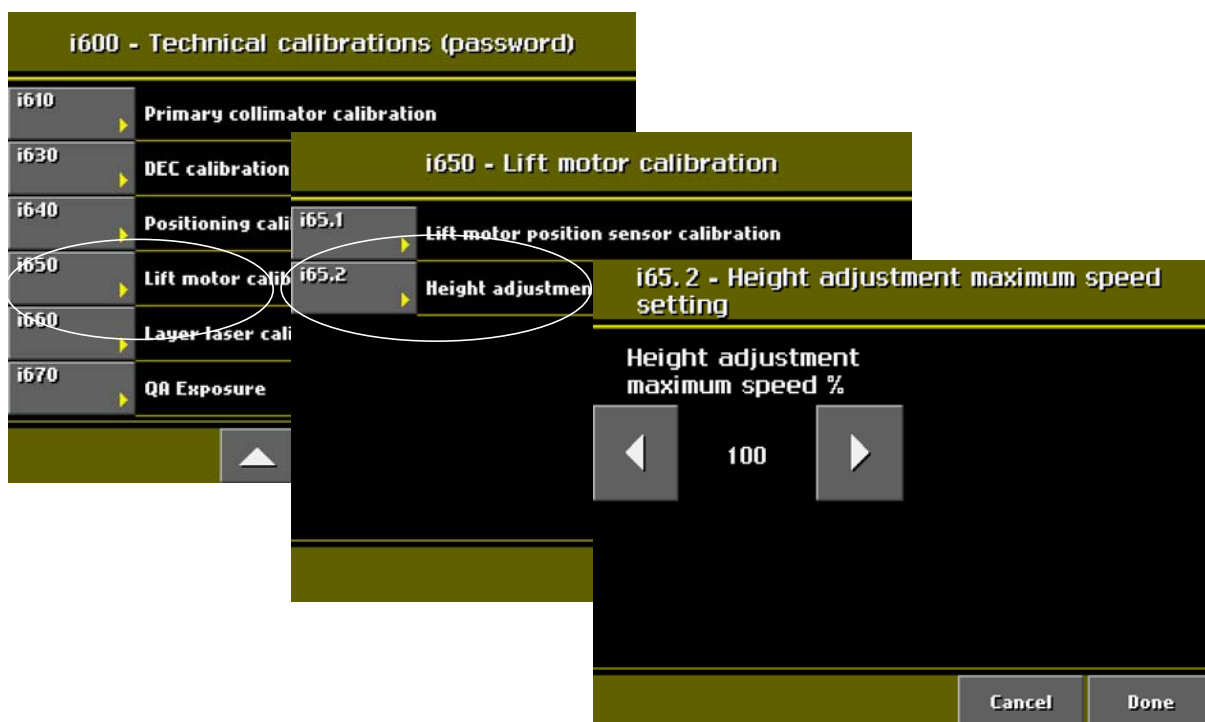 i600 - Technical calibrations (password)
i610
Primary collimator calibration
i630
DEC calibration
i640
Positioning cali
i650
Lift motor calib
i660
Layer laser cali
i670
QA Exposure
i650 - Lift motor calibration
i65.1
Lift motor position sensor calibration
i65.2
Height adjustmen
i65.2 - Height adjustment maximum speed
setting
Height adjustment
maximum speed %
100
Cancel
Done